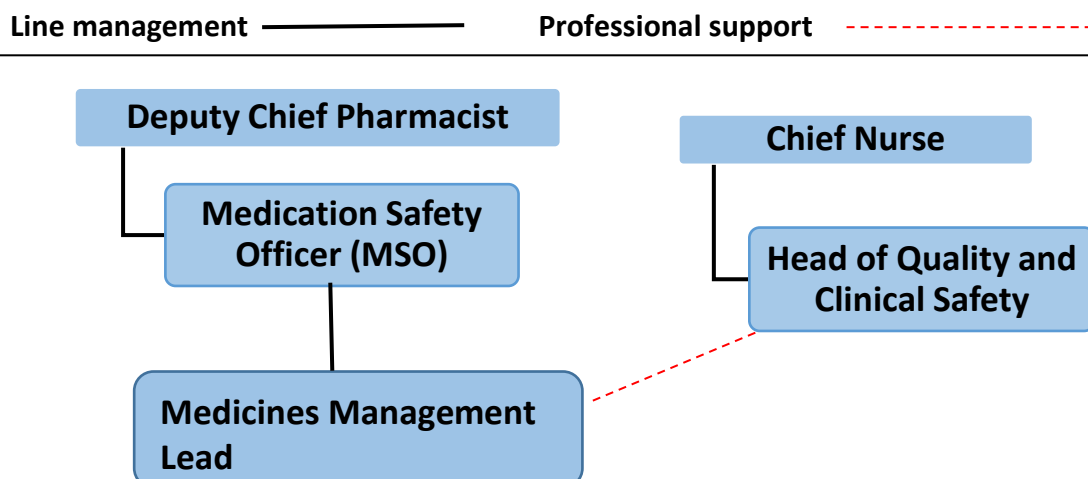 Line management
Professional support
Deputy Chief Pharmacist
Chief Nurse
Medication Safety
Officer (MSO)
Head of Quality and
Clinical Safety
Medicines Management
Lead